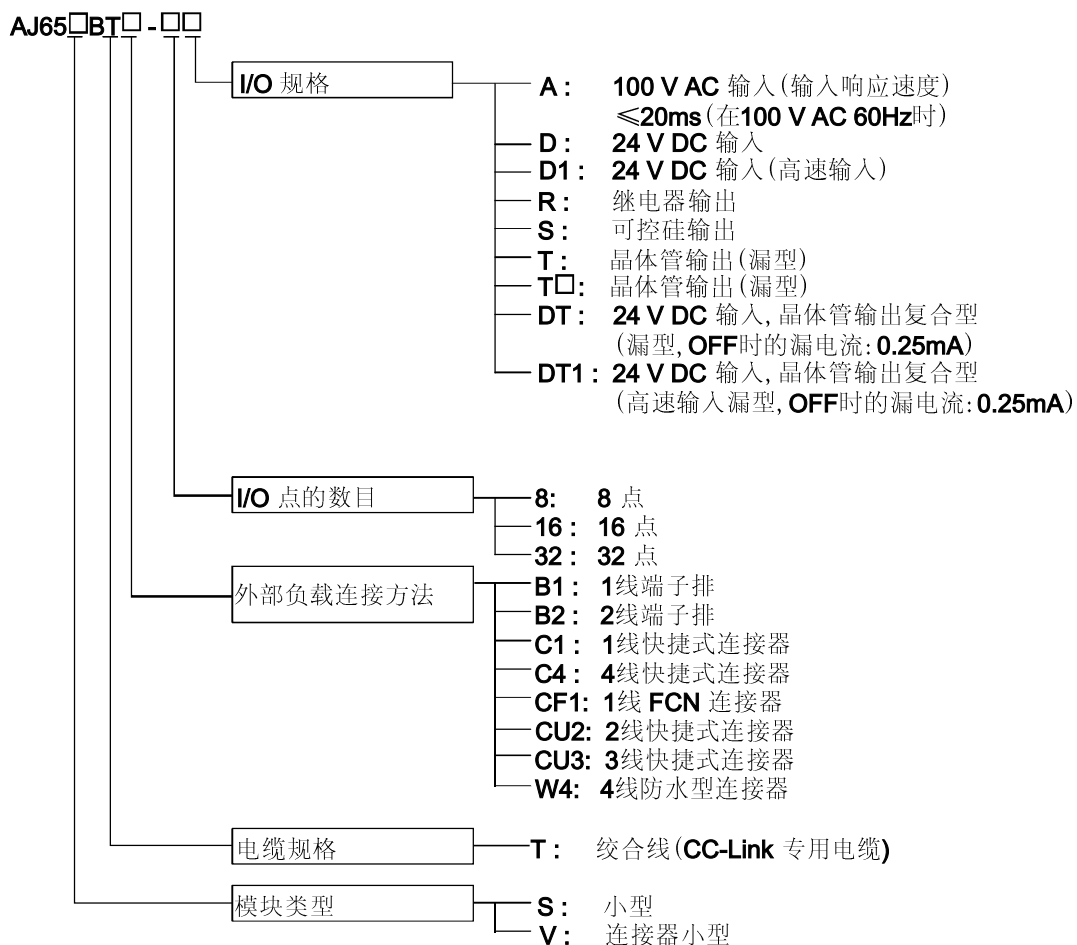 AJ65□BT□-□□
I/O 规格
A: 100 V AC 输入(输入响应速度)
≤20ms(在100 V AC 60Hz时)
D: 24 V DC 输入
D1: 24 V DC 输入(高速输入)
R: 继电器输出
S: 可控硅输出
T: 晶体管输出(漏型)
T□: 晶体管输出(漏型)
DT: 24 V DC 输入,晶体管输出复合型
(漏型,OFF时的漏电流:0.25mA)
DT1: 24 V DC 输入,晶体管输出复合型
(高速输入漏型,OFF时的漏电流:0.25mA)
I/O 点的数目
8: 8 点
16: 16 点
32: 32 点
外部负载连接方法
B1: 1线端子排
B2: 2线端子排
C1: 1线快捷式连接器
C4: 4线快捷式连接器
CF1: 1线 FCN 连接器
CU2: 2线快捷式连接器
CU3: 3线快捷式连接器
W4: 4线防水型连接器
电缆规格
T: 绞合线(CC-Link 专用电缆)
模块类型
S: 小型
V: 连接器小型